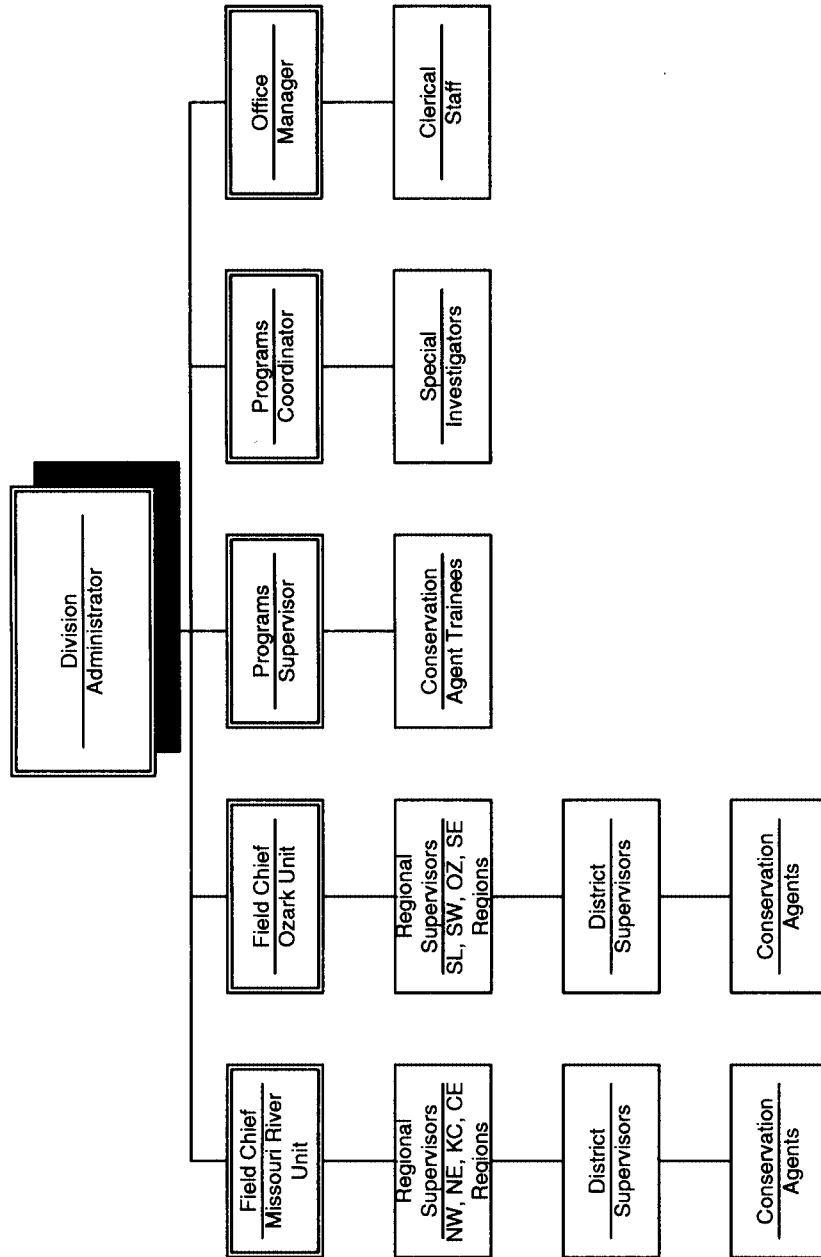 Division
Administrator
Field Chief
Missouri River
Unit
Field Chief
Ozark Unit
Programs
Supervisor
Programs
Coordinator
Office
Manager
Regional
Supervisors
NW, NE, KC, CE
Regions
Regional
Supervisors
SL, SW, OZ, SE
Regions
Conservation
Agent Trainees
Special
Investigators
Clerical
Staff
District
Supervisors
District
Supervisors
Conservation
Agents
Conservation
Agents